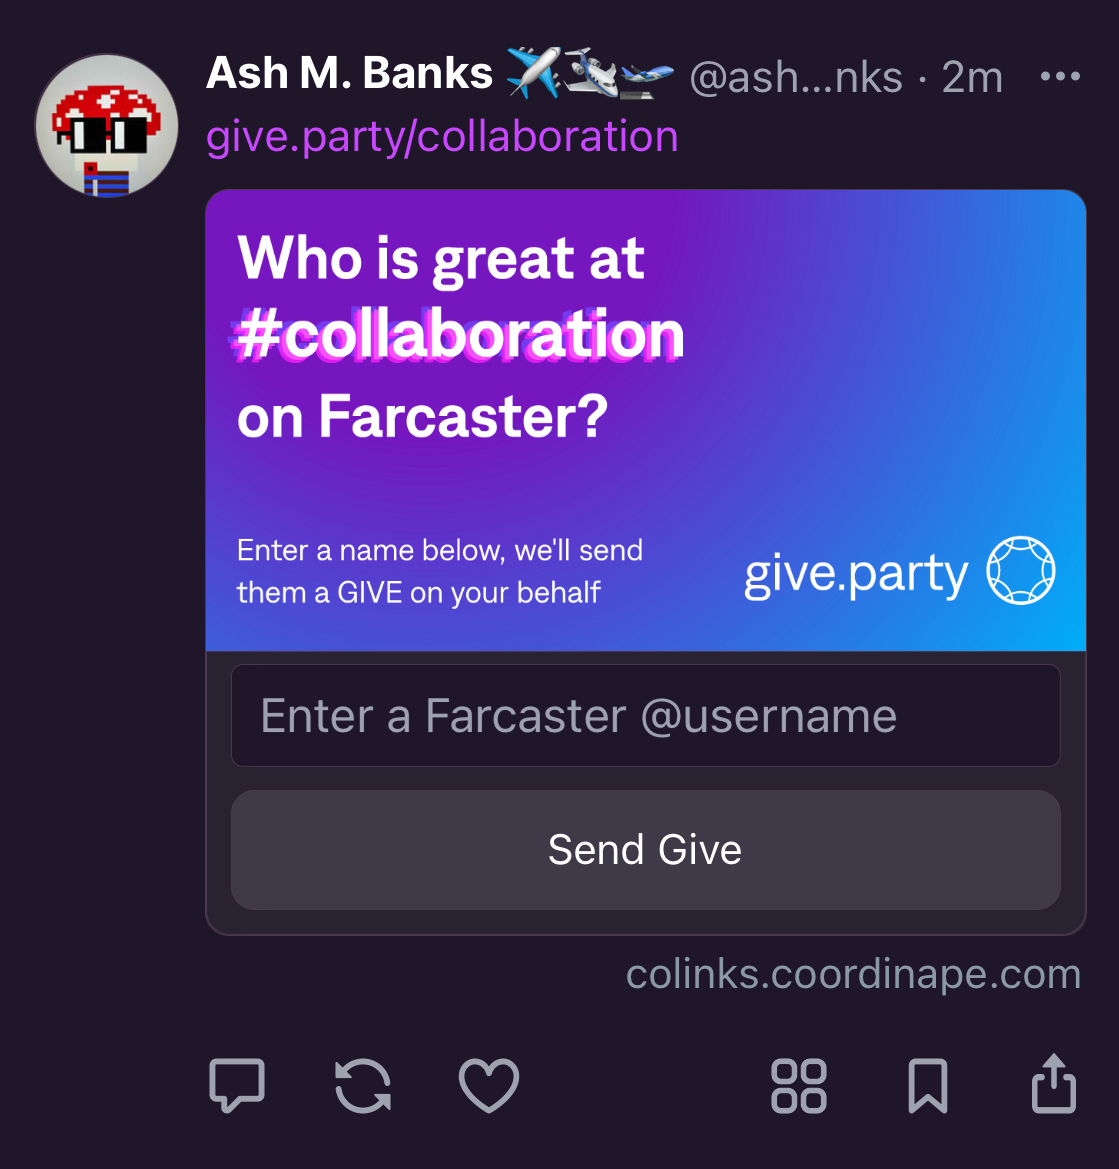 Ash M. Banks ✈️🛩️🛫 @ash...nks · 2m
give.party/collaboration
Who is great at
#collaboration
on Farcaster?
Enter a name below, we'll send
them a GIVE on your behalf
give.party
Enter a Farcaster @username
Send Give
colinks.coordinape.com